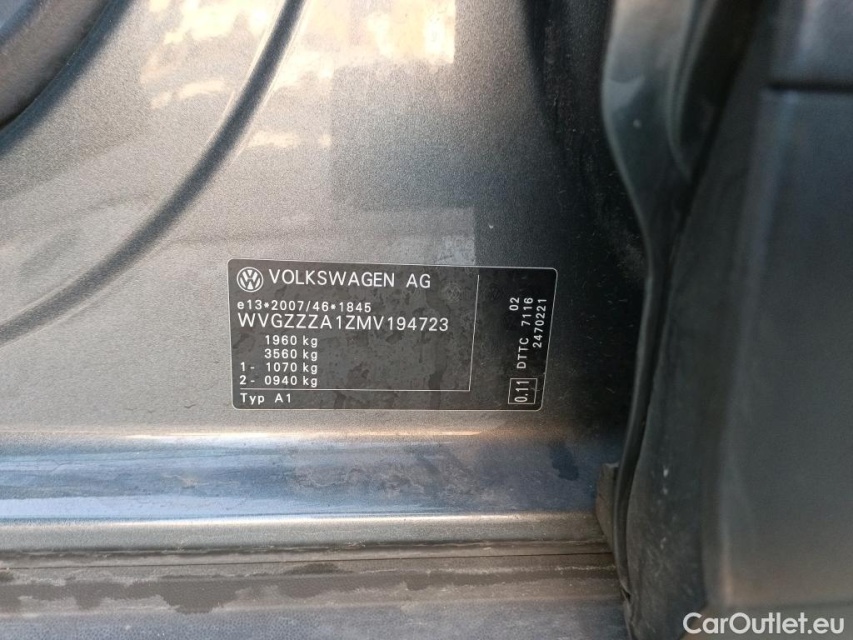 VOLKSWAGEN AG
e13*2007/46*1845
WVGZZZA1ZMV194723
1960 kg
3560 kg
1 - 1070 kg
2 - 0940 kg
Typ A1
02
DTTC 7116
2470221
0.11
CarOutlet.eu